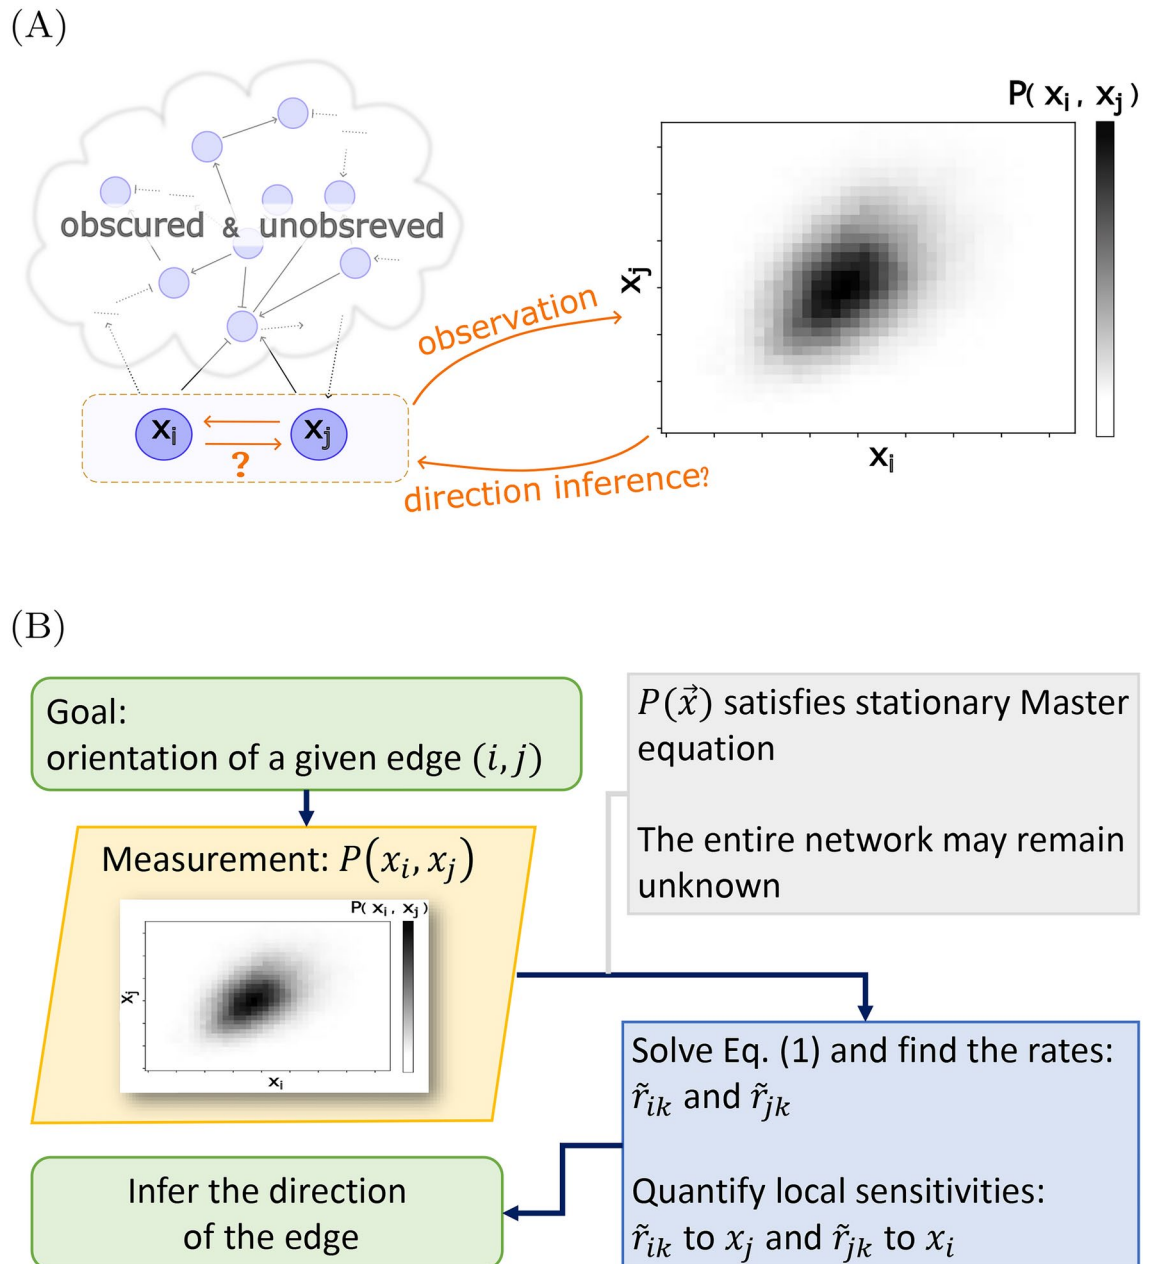 (A)
obscured & unobsreved
x_i
x_j
?
observation
direction inference?
P( x_i , x_j )
x_j
x_i
(B)
Goal:
orientation of a given edge (i, j)
Measurement: P(x_i, x_j)
P( x_i , x_j )
x_j
x_i
P(x⃗) satisfies stationary Master
equation
The entire network may remain
unknown
Solve Eq. (1) and find the rates:
r̃_ik and r̃_jk
Quantify local sensitivities:
r̃_ik to x_j and r̃_jk to x_i
Infer the direction
of the edge